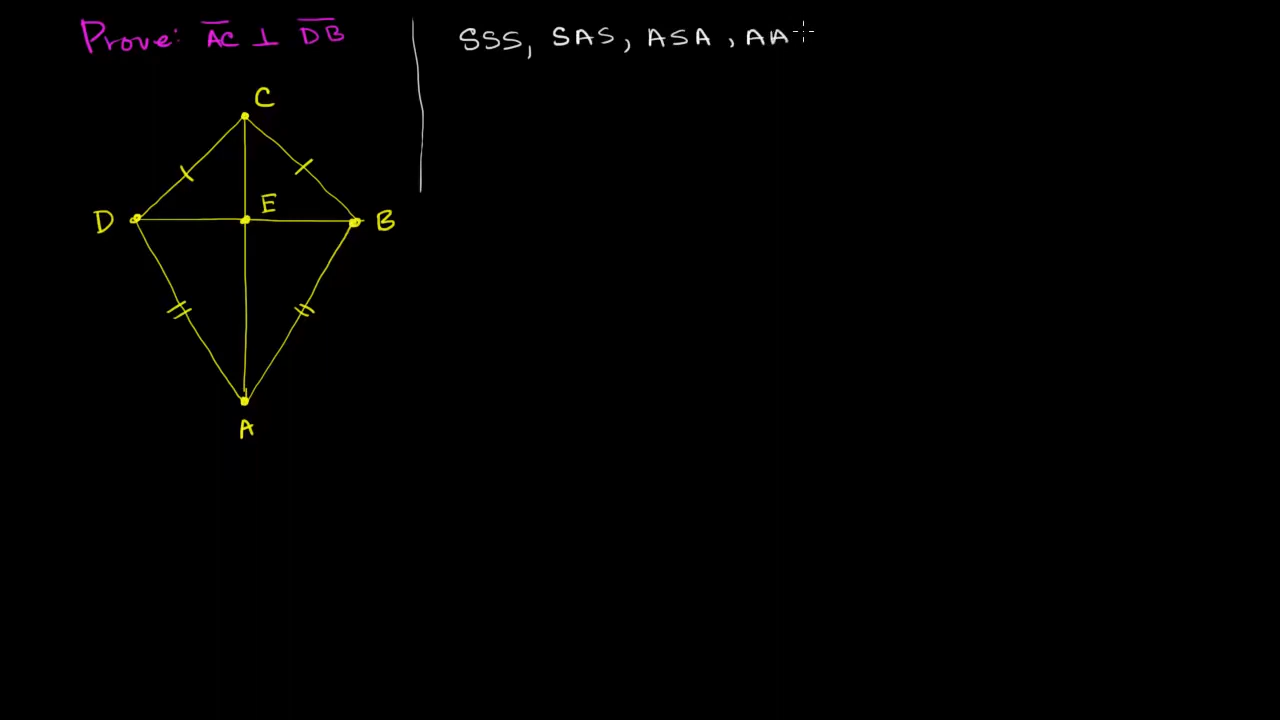 Prove: AC ⊥ DB
SSS, SAS, ASA, AA
C
D
E
B
A